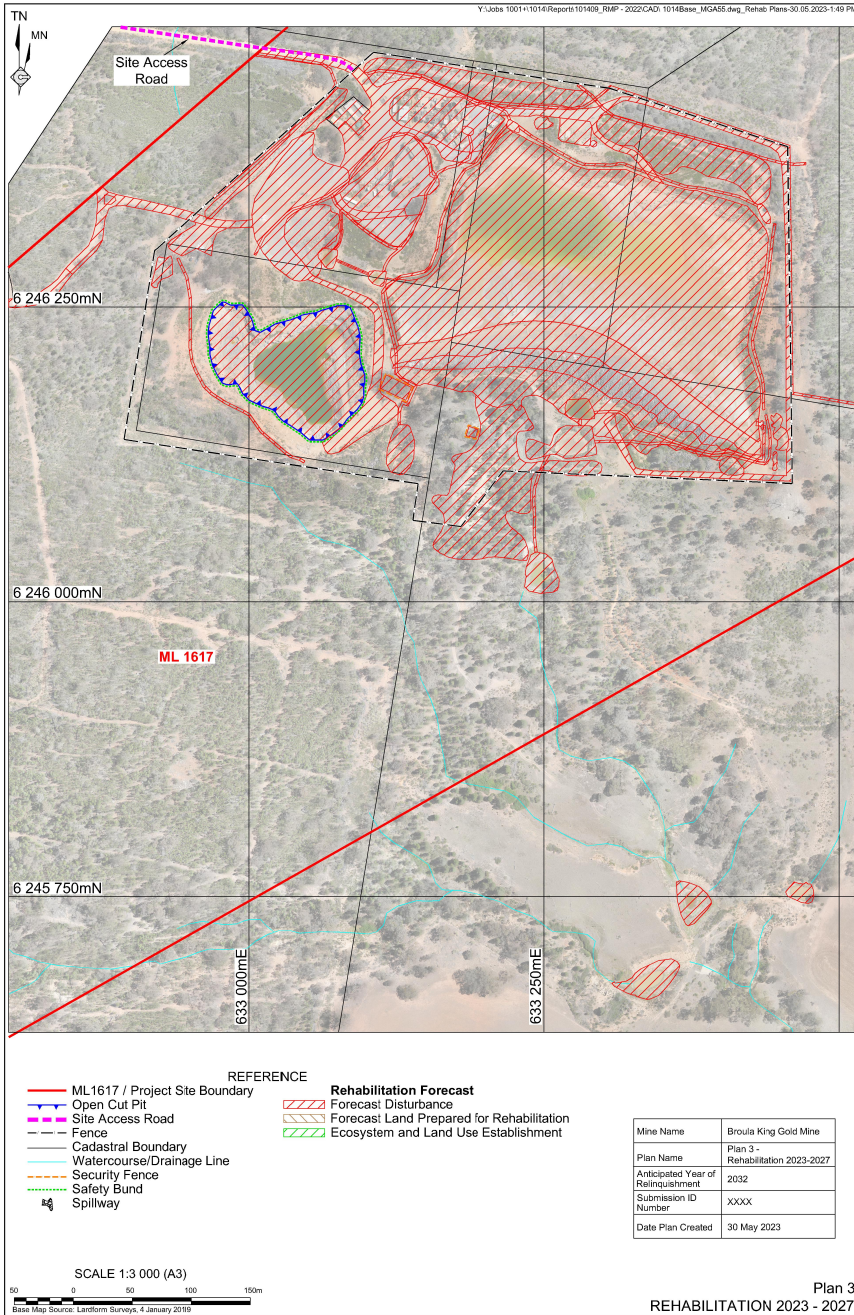 Y:\Jobs 1001+\1014\Reports\101409_RMP - 2022\CAD\ 1014Base_MGA55.dwg_Rehab Plans-30.05.2023-1:49 PM
TN
MN
Site Access
Road
6 246 250mN
6 246 000mN
ML 1617
6 245 750mN
633 000mE
633 250mE
REFERENCE
ML1617 / Project Site Boundary
Open Cut Pit
Site Access Road
Fence
Cadastral Boundary
Watercourse/Drainage Line
Security Fence
Safety Bund
Spillway
Rehabilitation Forecast
Forecast Disturbance
Forecast Land Prepared for Rehabilitation
Ecosystem and Land Use Establishment
Mine Name Broula King Gold Mine
Plan Name Plan 3 -
Rehabilitation 2023-2027
Anticipated Year of
Relinquishment 2032
Submission ID
Number XXXX
Date Plan Created 30 May 2023
SCALE 1:3 000 (A3)
50 0 50 100 150m
Base Map Source: Lardform Surveys, 4 January 2019
Plan 3
REHABILITATION 2023 - 2027